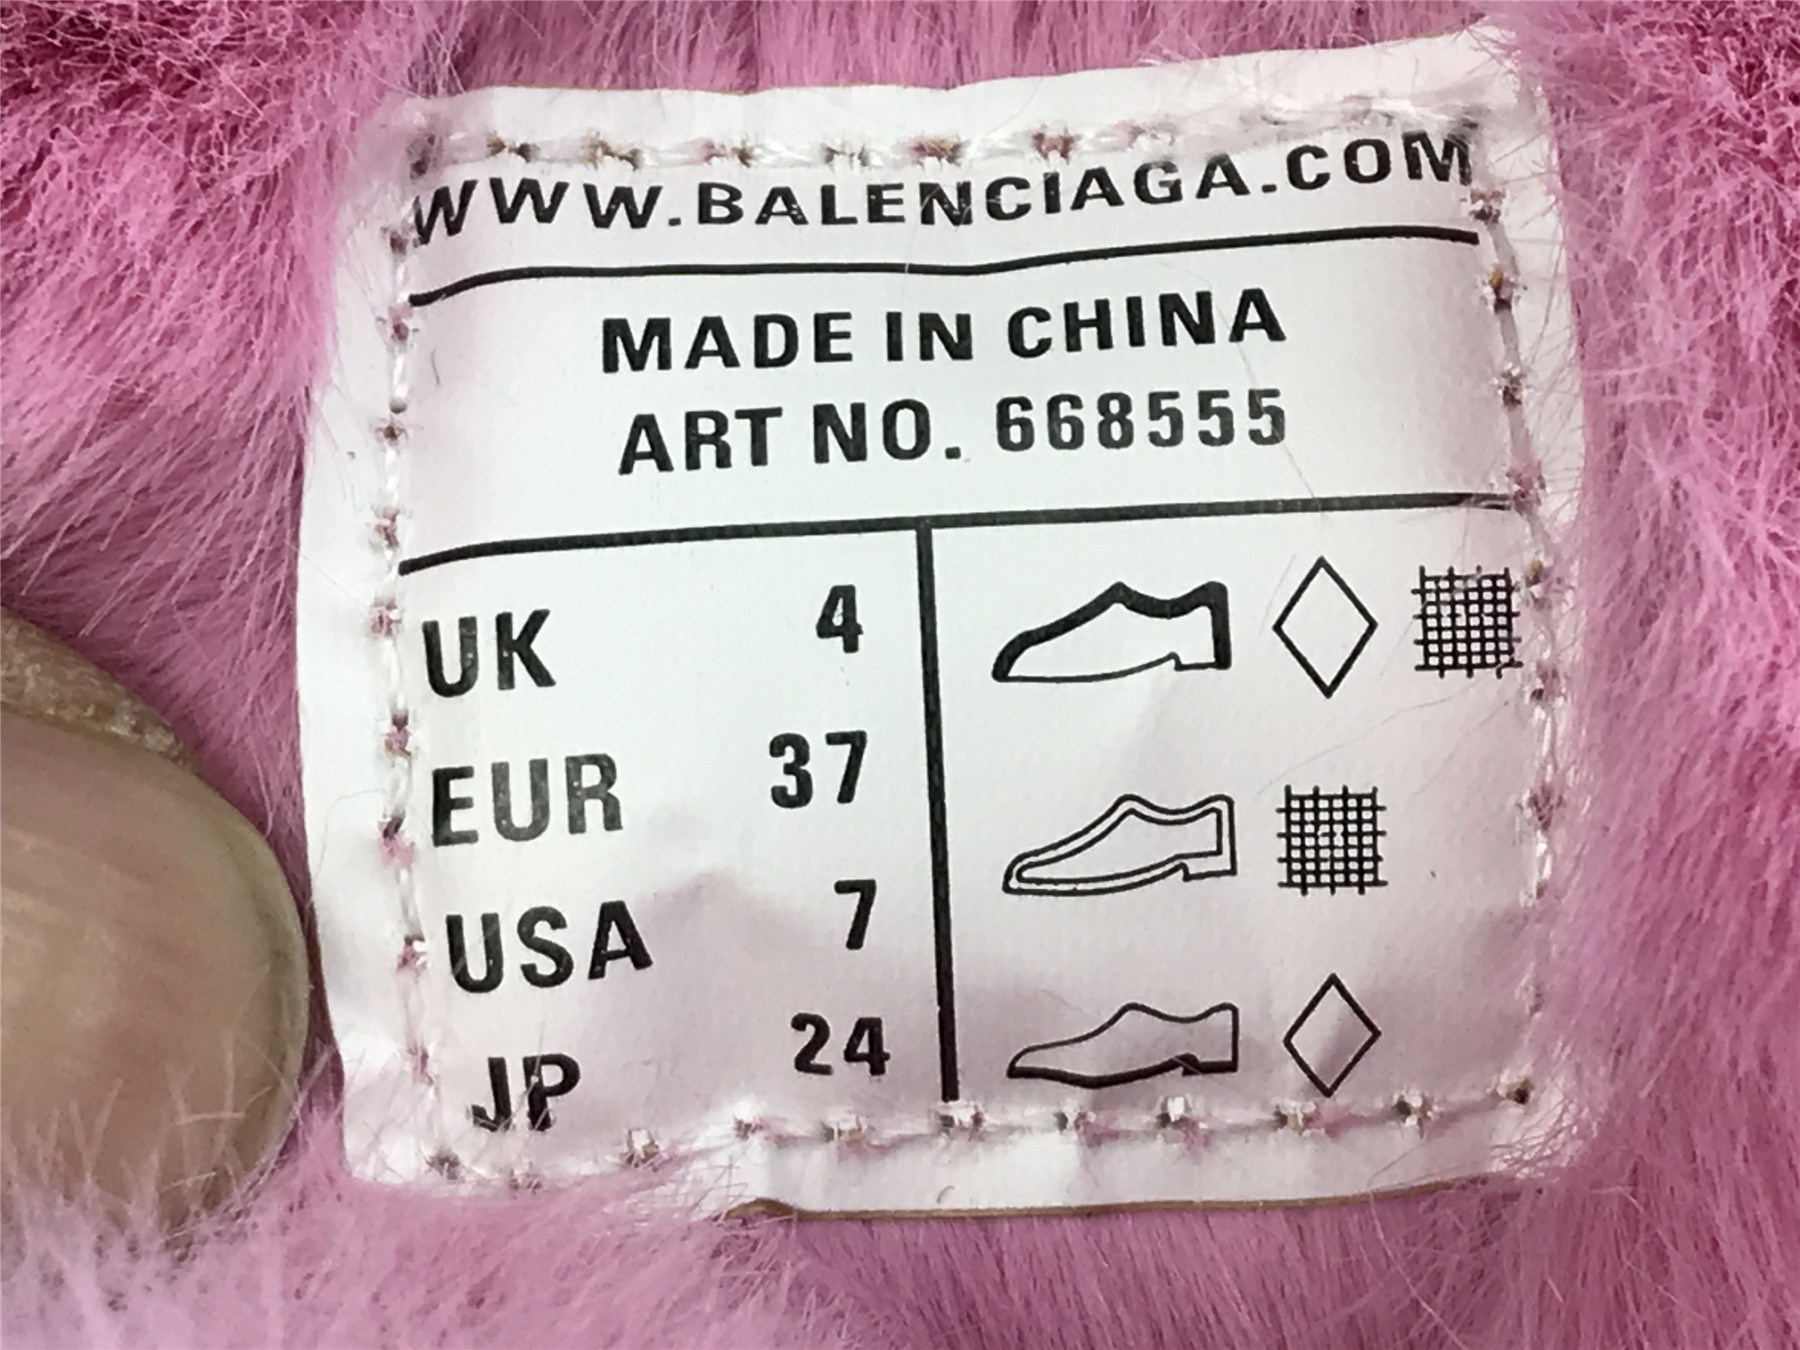 WWW.BALENCIAGA.COM
MADE IN CHINA
ART NO. 668555
UK 4
EUR 37
USA 7
JP 24